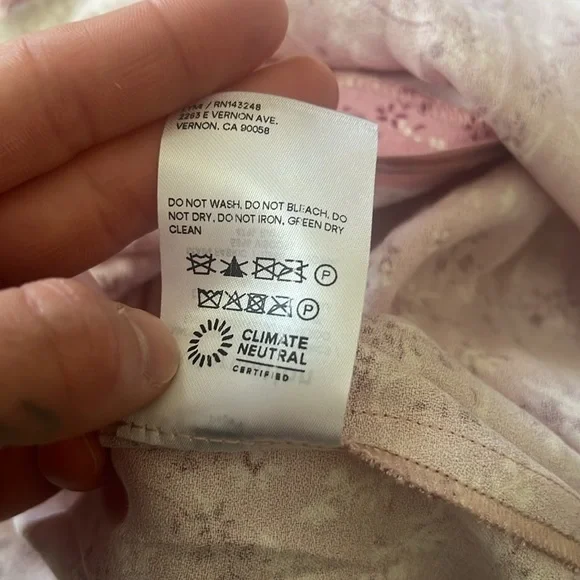 / RN143248
2263 E VERNON AVE.
VERNON, CA 90058
DO NOT WASH, DO NOT BLEACH, DO
NOT DRY, DO NOT IRON, GREEN DRY
CLEAN
P
P
CLIMATE
NEUTRAL
CERTIFIED